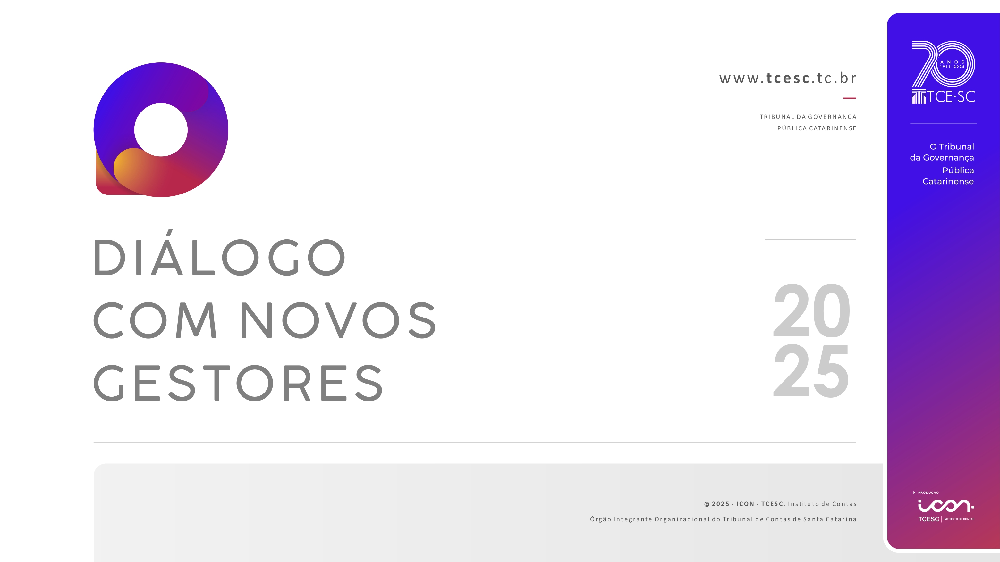 www.tcesc.tc.br
TRIBUNAL DA GOVERNANÇA
PÚBLICA CATARINENSE
DIÁLOGO
COM NOVOS
GESTORES
20
25
© 2025 - ICON - TCESC, Instituto de Contas
Órgão Integrante Organizacional do Tribunal de Contas de Santa Catarina
70
ANOS
1955-2025
TCE·SC
O Tribunal
da Governança
Pública
Catarinense
PRODUÇÃO
icon.
TCESC | INSTITUTO DE CONTAS